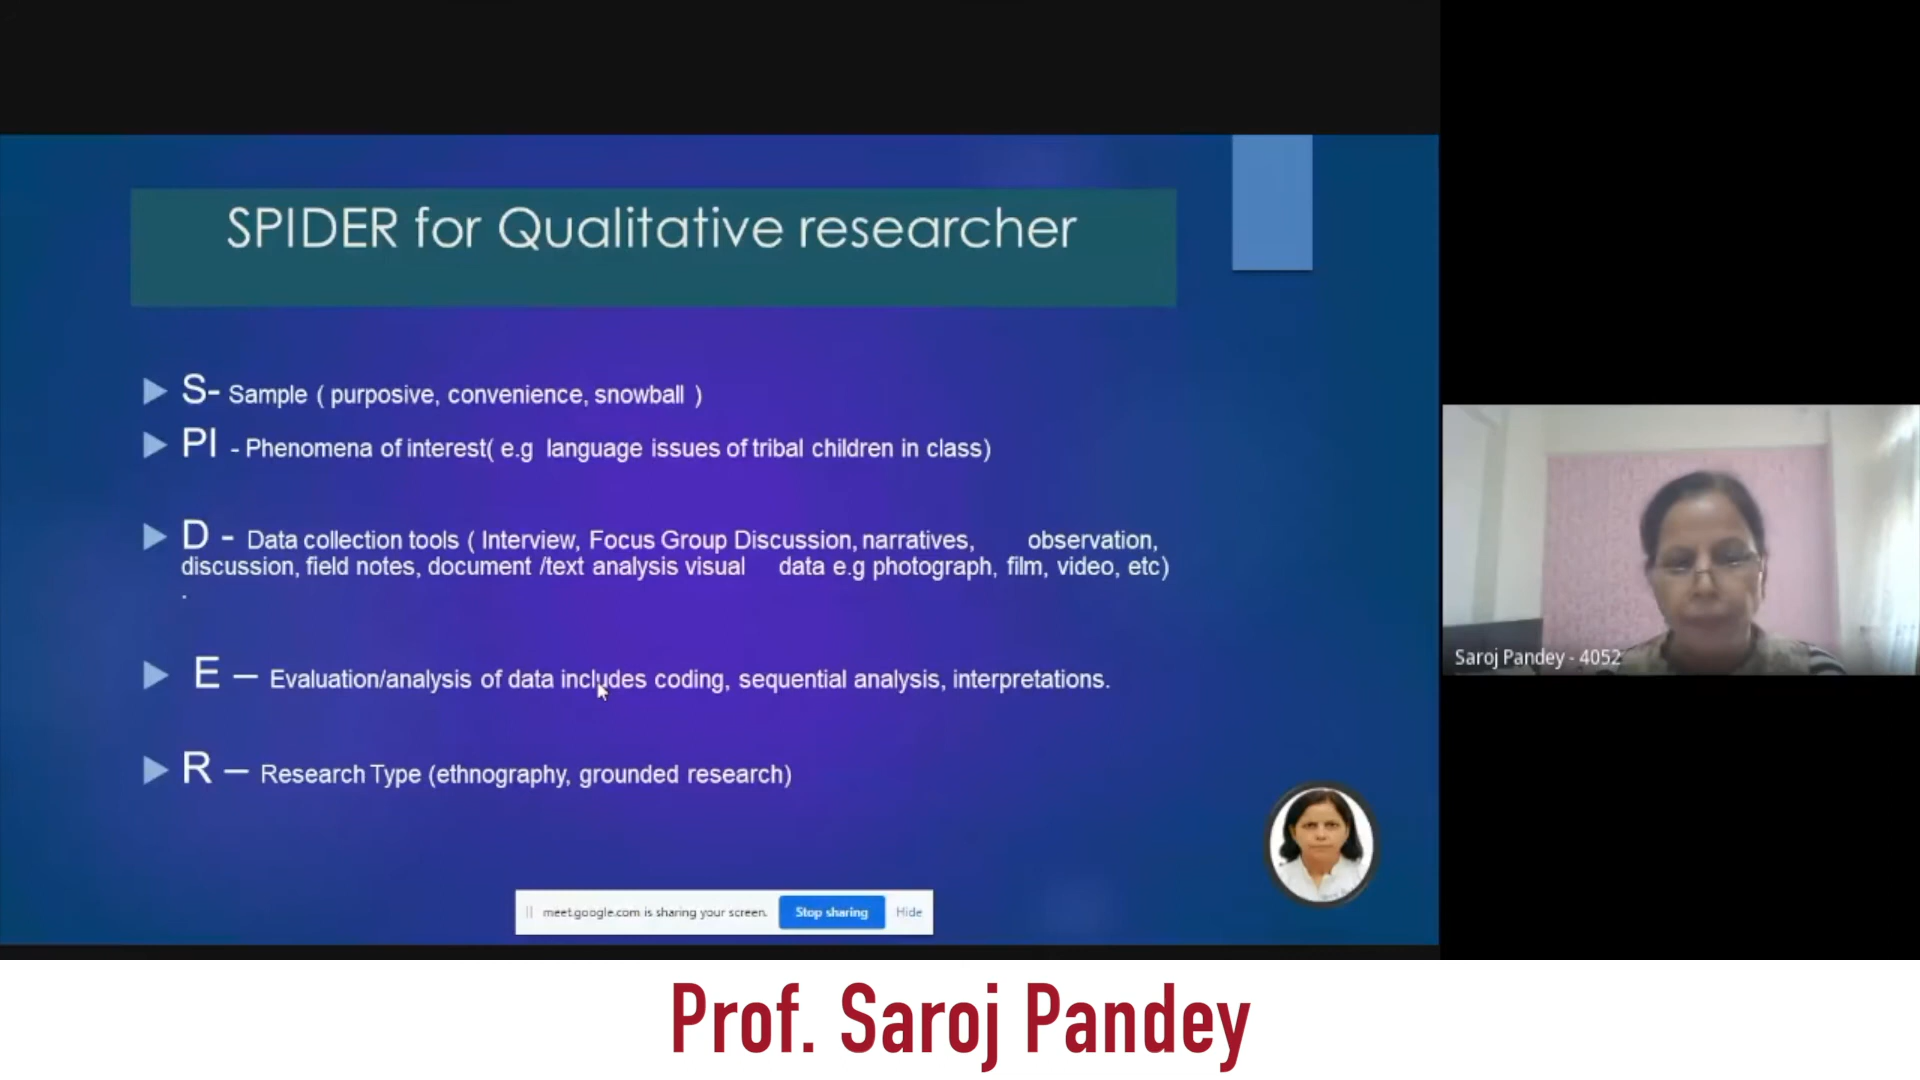 SPIDER for Qualitative researcher
S- Sample ( purposive, convenience, snowball )
PI - Phenomena of interest( e.g language issues of tribal children in class)
D - Data collection tools ( Interview, Focus Group Discussion, narratives, observation,
discussion, field notes, document /text analysis visual data e.g photograph, film, video, etc)
.
E – Evaluation/analysis of data includes coding, sequential analysis, interpretations.
R – Research Type (ethnography, grounded research)
Saroj Pandey - 4052
meet.google.com is sharing your screen. Stop sharing Hide
Prof. Saroj Pandey